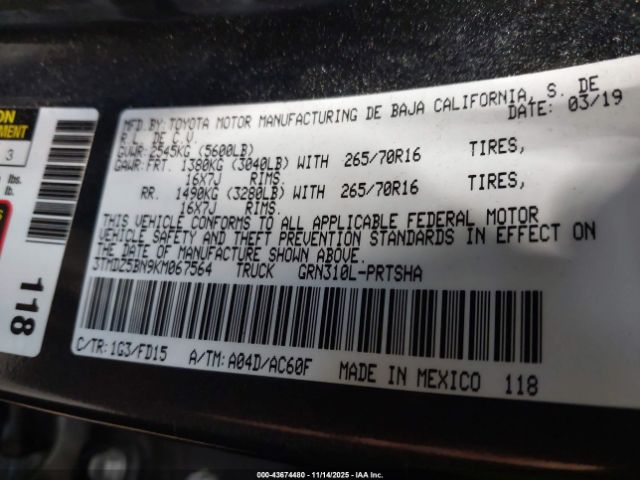 MFD.BY:TOYOTA MOTOR MANUFACTURING DE BAJA CALIFORNIA, S. DE
R.L. DE C.V. DATE: 03/19
GVWR:2545KG (5600LB)
GAWR:FRT. 1380KG (3040LB) WITH 265/70R16 TIRES,
16X7J RIMS.
RR. 1490KG (3280LB) WITH 265/70R16 TIRES,
16X7J RIMS.
THIS VEHICLE CONFORMS TO ALL APPLICABLE FEDERAL MOTOR
VEHICLE SAFETY AND THEFT PREVENTION STANDARDS IN EFFECT ON
THE DATE OF MANUFACTURE SHOWN ABOVE.
3TMDZ5BN9KM067564 TRUCK GRN310L-PRTSHA
C/TR:1G3/FD15 A/TM:A04D/AC60F MADE IN MEXICO 118
3
lbs.
lb.
118
000-43674480 | 11/14/2025 - PHOTO BY IAA